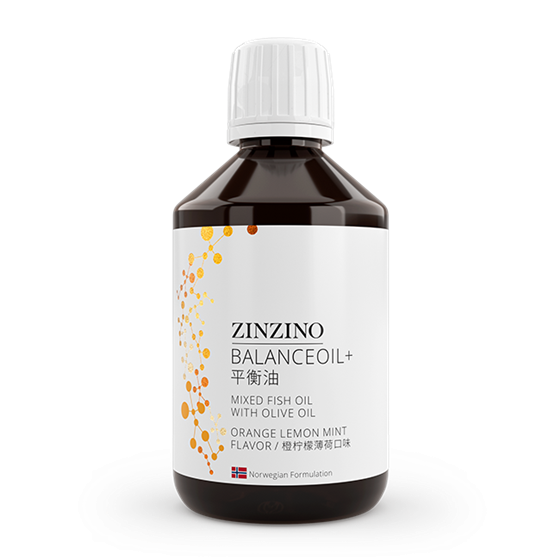 ZINZINO
BALANCEOIL+
平衡油
MIXED FISH OIL
WITH OLIVE OIL
ORANGE LEMON MINT
FLAVOR / 橙柠檬薄荷口味
Norwegian Formulation